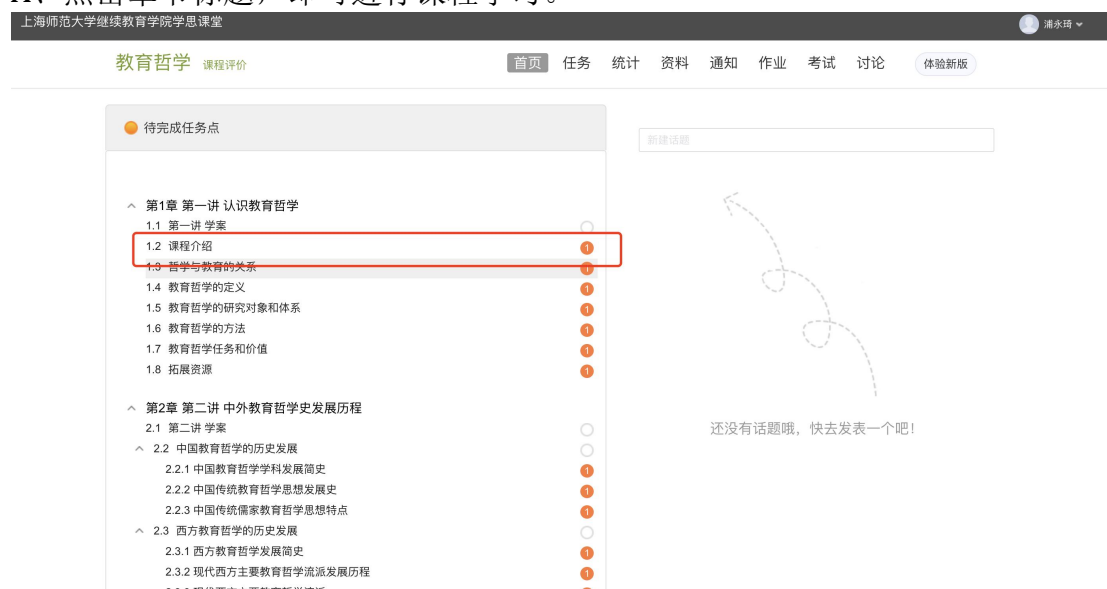 上海师范大学继续教育学院学思课堂 浦永琦
教育哲学 课程评价 首页 任务 统计 资料 通知 作业 考试 讨论 体验新版
待完成任务点
新建话题
第1章 第一讲 认识教育哲学
1.1 第一讲 学案
1.2 课程介绍 1
1.3 哲学与教育的关系 1
1.4 教育哲学的定义 1
1.5 教育哲学的研究对象和体系 1
1.6 教育哲学的方法 1
1.7 教育哲学任务和价值 1
1.8 拓展资源 1
第2章 第二讲 中外教育哲学史发展历程
2.1 第二讲 学案
还没有话题哦，快去发表一个吧！
2.2 中国教育哲学的历史发展
2.2.1 中国教育哲学学科发展简史 1
2.2.2 中国传统教育哲学思想发展史 1
2.2.3 中国传统儒家教育哲学思想特点 1
2.3 西方教育哲学的历史发展
2.3.1 西方教育哲学发展简史 1
2.3.2 现代西方主要教育哲学流派发展历程 1